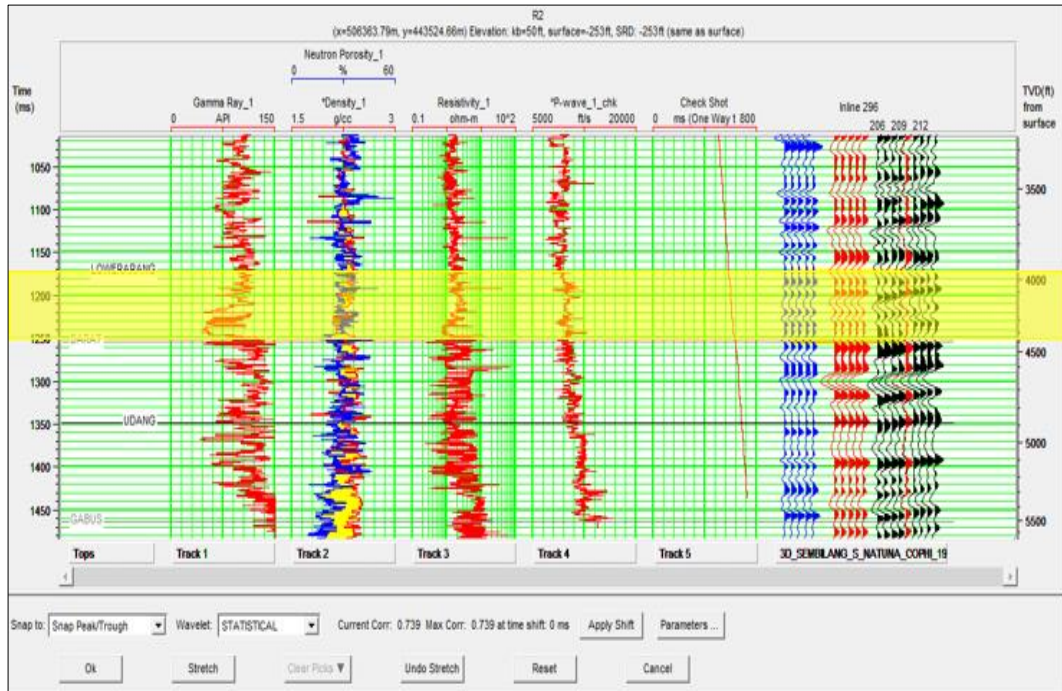 R2
(x=506363.79m, y=443524.66m) Elevation: kb=50ft, surface=-253ft, SRD: -253ft (same as surface)
Neutron Porosity_1
0 % 60
Time
(ms)
TVD(ft)
from
surface
Gamma Ray_1 *Density_1 Resistivity_1 *P-wave_1_chk Check Shot Inline 296
0 API 150 1.5 g/cc 3 0.1 ohm-m 10^2 5000 ft/s 20000 0 ms (One Way t 800 206 209 212
1050
3500
1100
1150
LOWERARANG
4000
1200
1250
BARAT
4500
1300
UDANG
1350
5000
1400
1450
GABUS
5500
Tops Track 1 Track 2 Track 3 Track 4 Track 5 3D_SEMBILANG_S_NATUNA_COPHI_19
Snap to: Snap Peak/Trough Wavelet: STATISTICAL Current Corr: 0.739 Max Corr: 0.739 at time shift: 0 ms Apply Shift Parameters ...
Ok Stretch Clear Picks Undo Stretch Reset Cancel